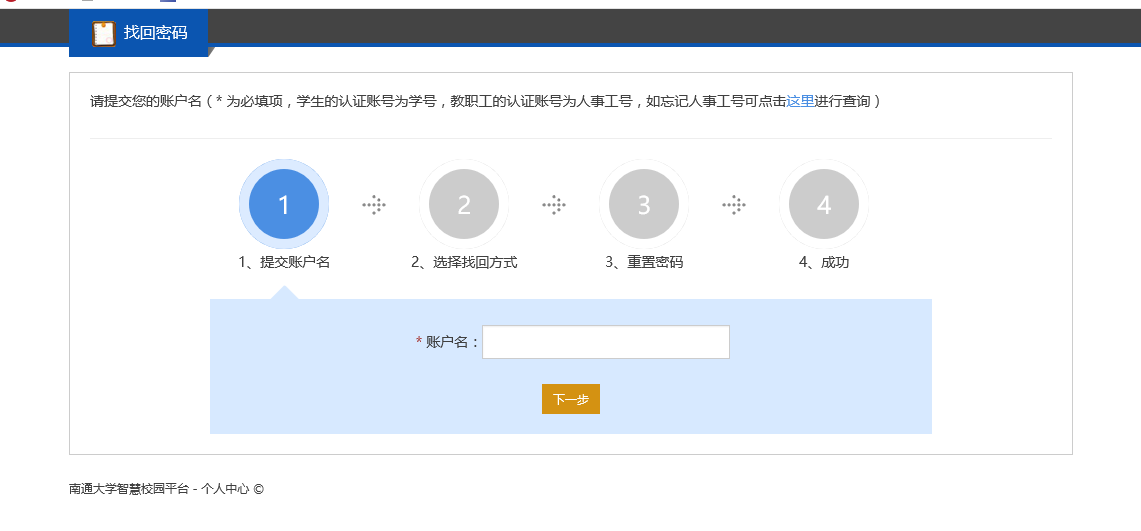 找回密码
请提交您的账户名（* 为必填项，学生的认证账号为学号，教职工的认证账号为人事工号，如忘记人事工号可点击这里进行查询）
1 2 3 4
1、提交账户名 2、选择找回方式 3、重置密码 4、成功
* 账户名：
下一步
南通大学智慧校园平台 - 个人中心 ©